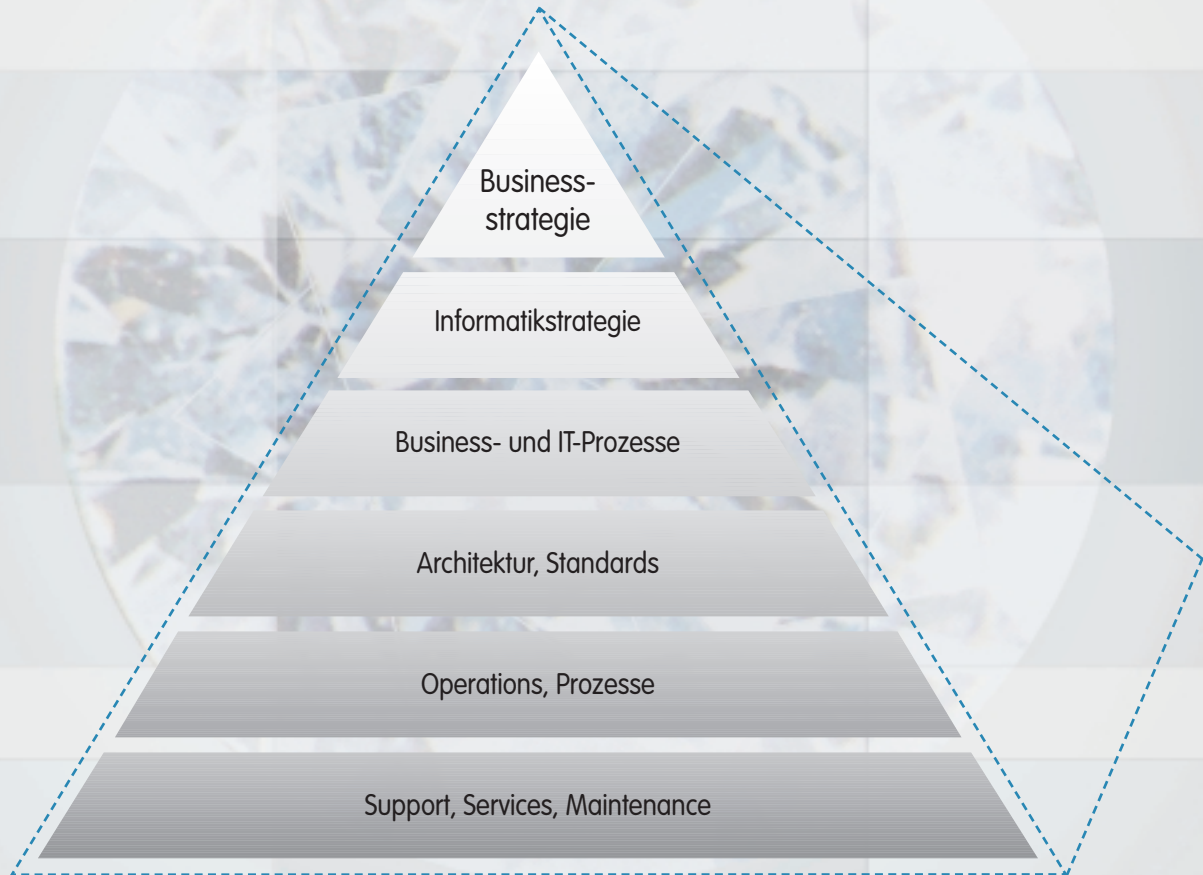 Business-
strategie
Informatikstrategie
Business- und IT-Prozesse
Architektur, Standards
Operations, Prozesse
Support, Services, Maintenance